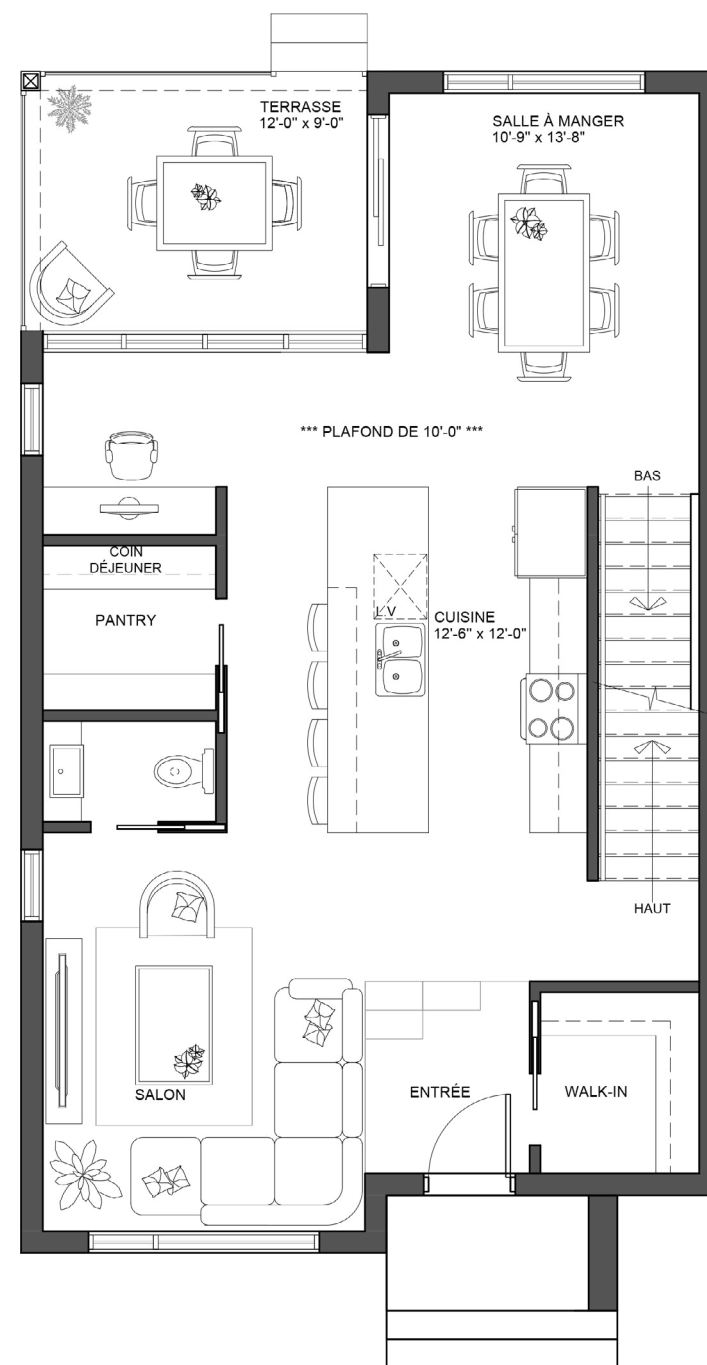 TERRASSE
12'-0" x 9'-0"
SALLE À MANGER
10'-9" x 13'-8"
*** PLAFOND DE 10'-0" ***
BAS
COIN
DÉJEUNER
PANTRY
L.V
CUISINE
12'-6" x 12'-0"
HAUT
SALON
ENTRÉE
WALK-IN